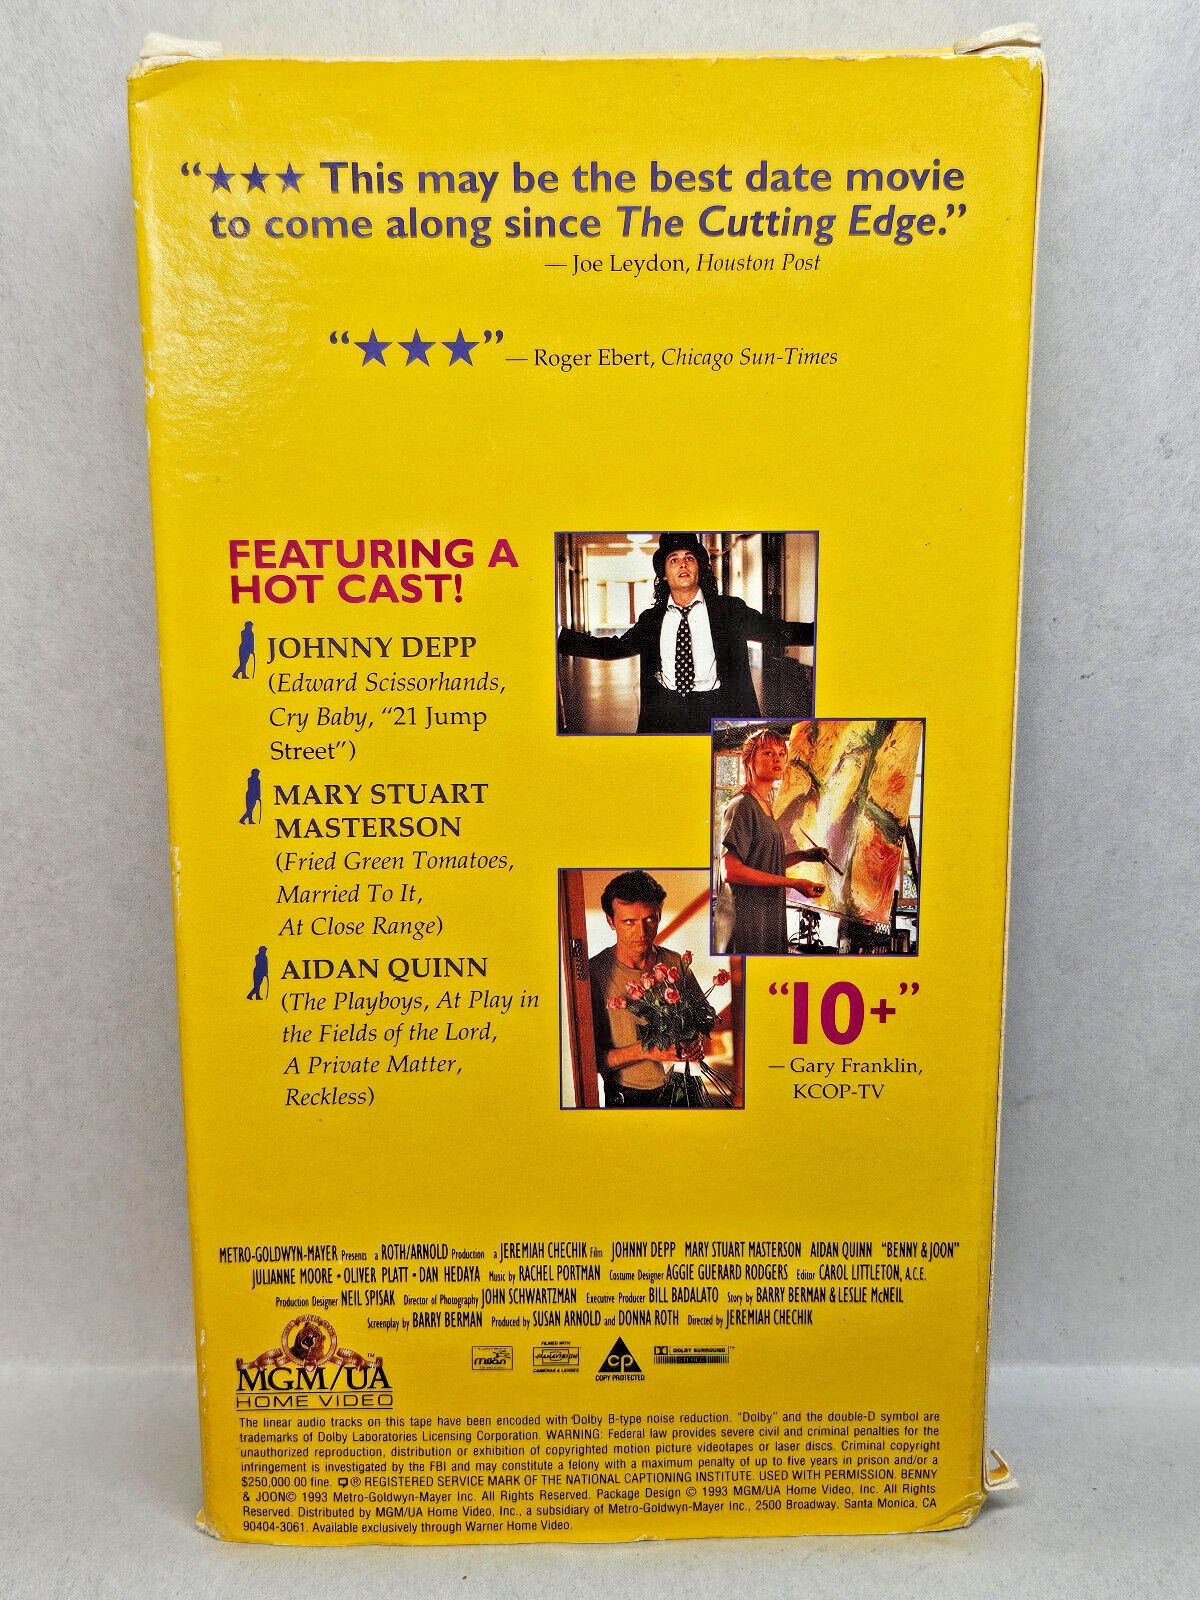 “★★★ This may be the best date movie
to come along since The Cutting Edge.”
— Joe Leydon, Houston Post
“★★★” — Roger Ebert, Chicago Sun-Times
FEATURING A
HOT CAST!
JOHNNY DEPP
(Edward Scissorhands,
Cry Baby, “21 Jump
Street”)
MARY STUART
MASTERSON
(Fried Green Tomatoes,
Married To It,
At Close Range)
AIDAN QUINN
(The Playboys, At Play in
the Fields of the Lord,
A Private Matter,
Reckless)
“10+”
— Gary Franklin,
KCOP-TV
METRO-GOLDWYN-MAYER Presents a ROTH/ARNOLD Production a JEREMIAH CHECHIK Film JOHNNY DEPP MARY STUART MASTERSON AIDAN QUINN “BENNY & JOON”
JULIANNE MOORE • OLIVER PLATT • DAN HEDAYA Music by RACHEL PORTMAN Costume Designer AGGIE GUERARD RODGERS Editor CAROL LITTLETON, A.C.E.
Production Designer NEIL SPISAK Director of Photography JOHN SCHWARTZMAN Executive Producer BILL BADALATO Story by BARRY BERMAN & LESLIE McNEIL
Screenplay by BARRY BERMAN Produced by SUSAN ARNOLD and DONNA ROTH Directed by JEREMIAH CHECHIK
MGM/UA
HOME VIDEO
TM
milan
FILMED WITH
PANAVISION
CAMERAS & LENSES
CP
COPY PROTECTED
DOLBY SURROUND
STEREO
TM
The linear audio tracks on this tape have been encoded with Dolby B-type noise reduction. “Dolby” and the double-D symbol are
trademarks of Dolby Laboratories Licensing Corporation. WARNING: Federal law provides severe civil and criminal penalties for the
unauthorized reproduction, distribution or exhibition of copyrighted motion picture videotapes or laser discs. Criminal copyright
infringement is investigated by the FBI and may constitute a felony with a maximum penalty of up to five years in prison and/or a
$250,000.00 fine. ® REGISTERED SERVICE MARK OF THE NATIONAL CAPTIONING INSTITUTE. USED WITH PERMISSION. BENNY
& JOON© 1993 Metro-Goldwyn-Mayer Inc. All Rights Reserved. Package Design © 1993 MGM/UA Home Video, Inc. All Rights
Reserved. Distributed by MGM/UA Home Video, Inc., a subsidiary of Metro-Goldwyn-Mayer Inc., 2500 Broadway, Santa Monica, CA
90404-3061. Available exclusively through Warner Home Video.